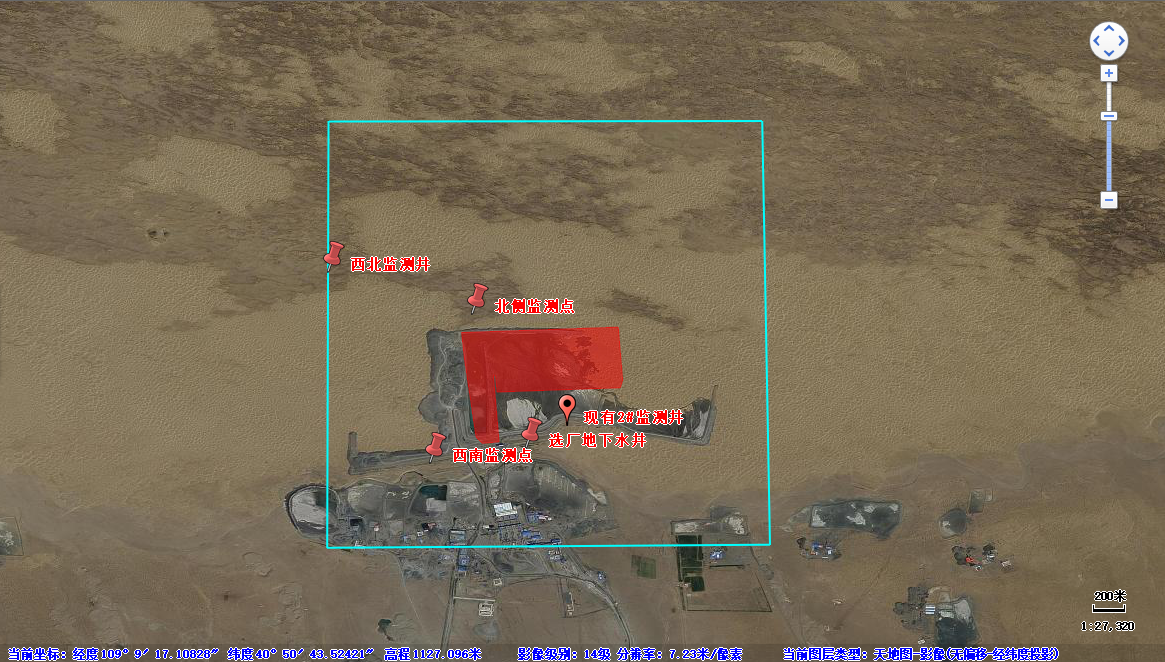 西北监测井
北侧监测点
现有2#监测井
选厂地下水井
西南监测点
200米
1:27,320
当前坐标: 经度109° 9′ 17.10828″ 纬度40° 50′ 43.52421″ 高程1127.096米 影像级别: 14级 分辨率: 7.23米/像素 当前图层类型: 天地图-影像(无偏移-经纬度投影)